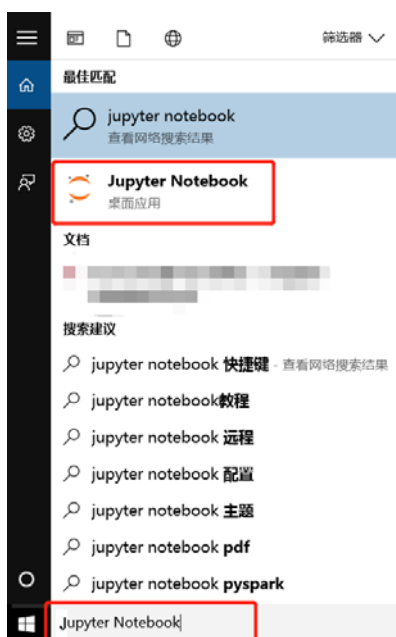 筛选器
最佳匹配
jupyter notebook
查看网络搜索结果
Jupyter Notebook
桌面应用
文档
搜索建议
jupyter notebook 快捷键 - 查看网络搜索结果
jupyter notebook教程
jupyter notebook 远程
jupyter notebook 配置
jupyter notebook 主题
jupyter notebook pdf
jupyter notebook pyspark
Jupyter Notebook